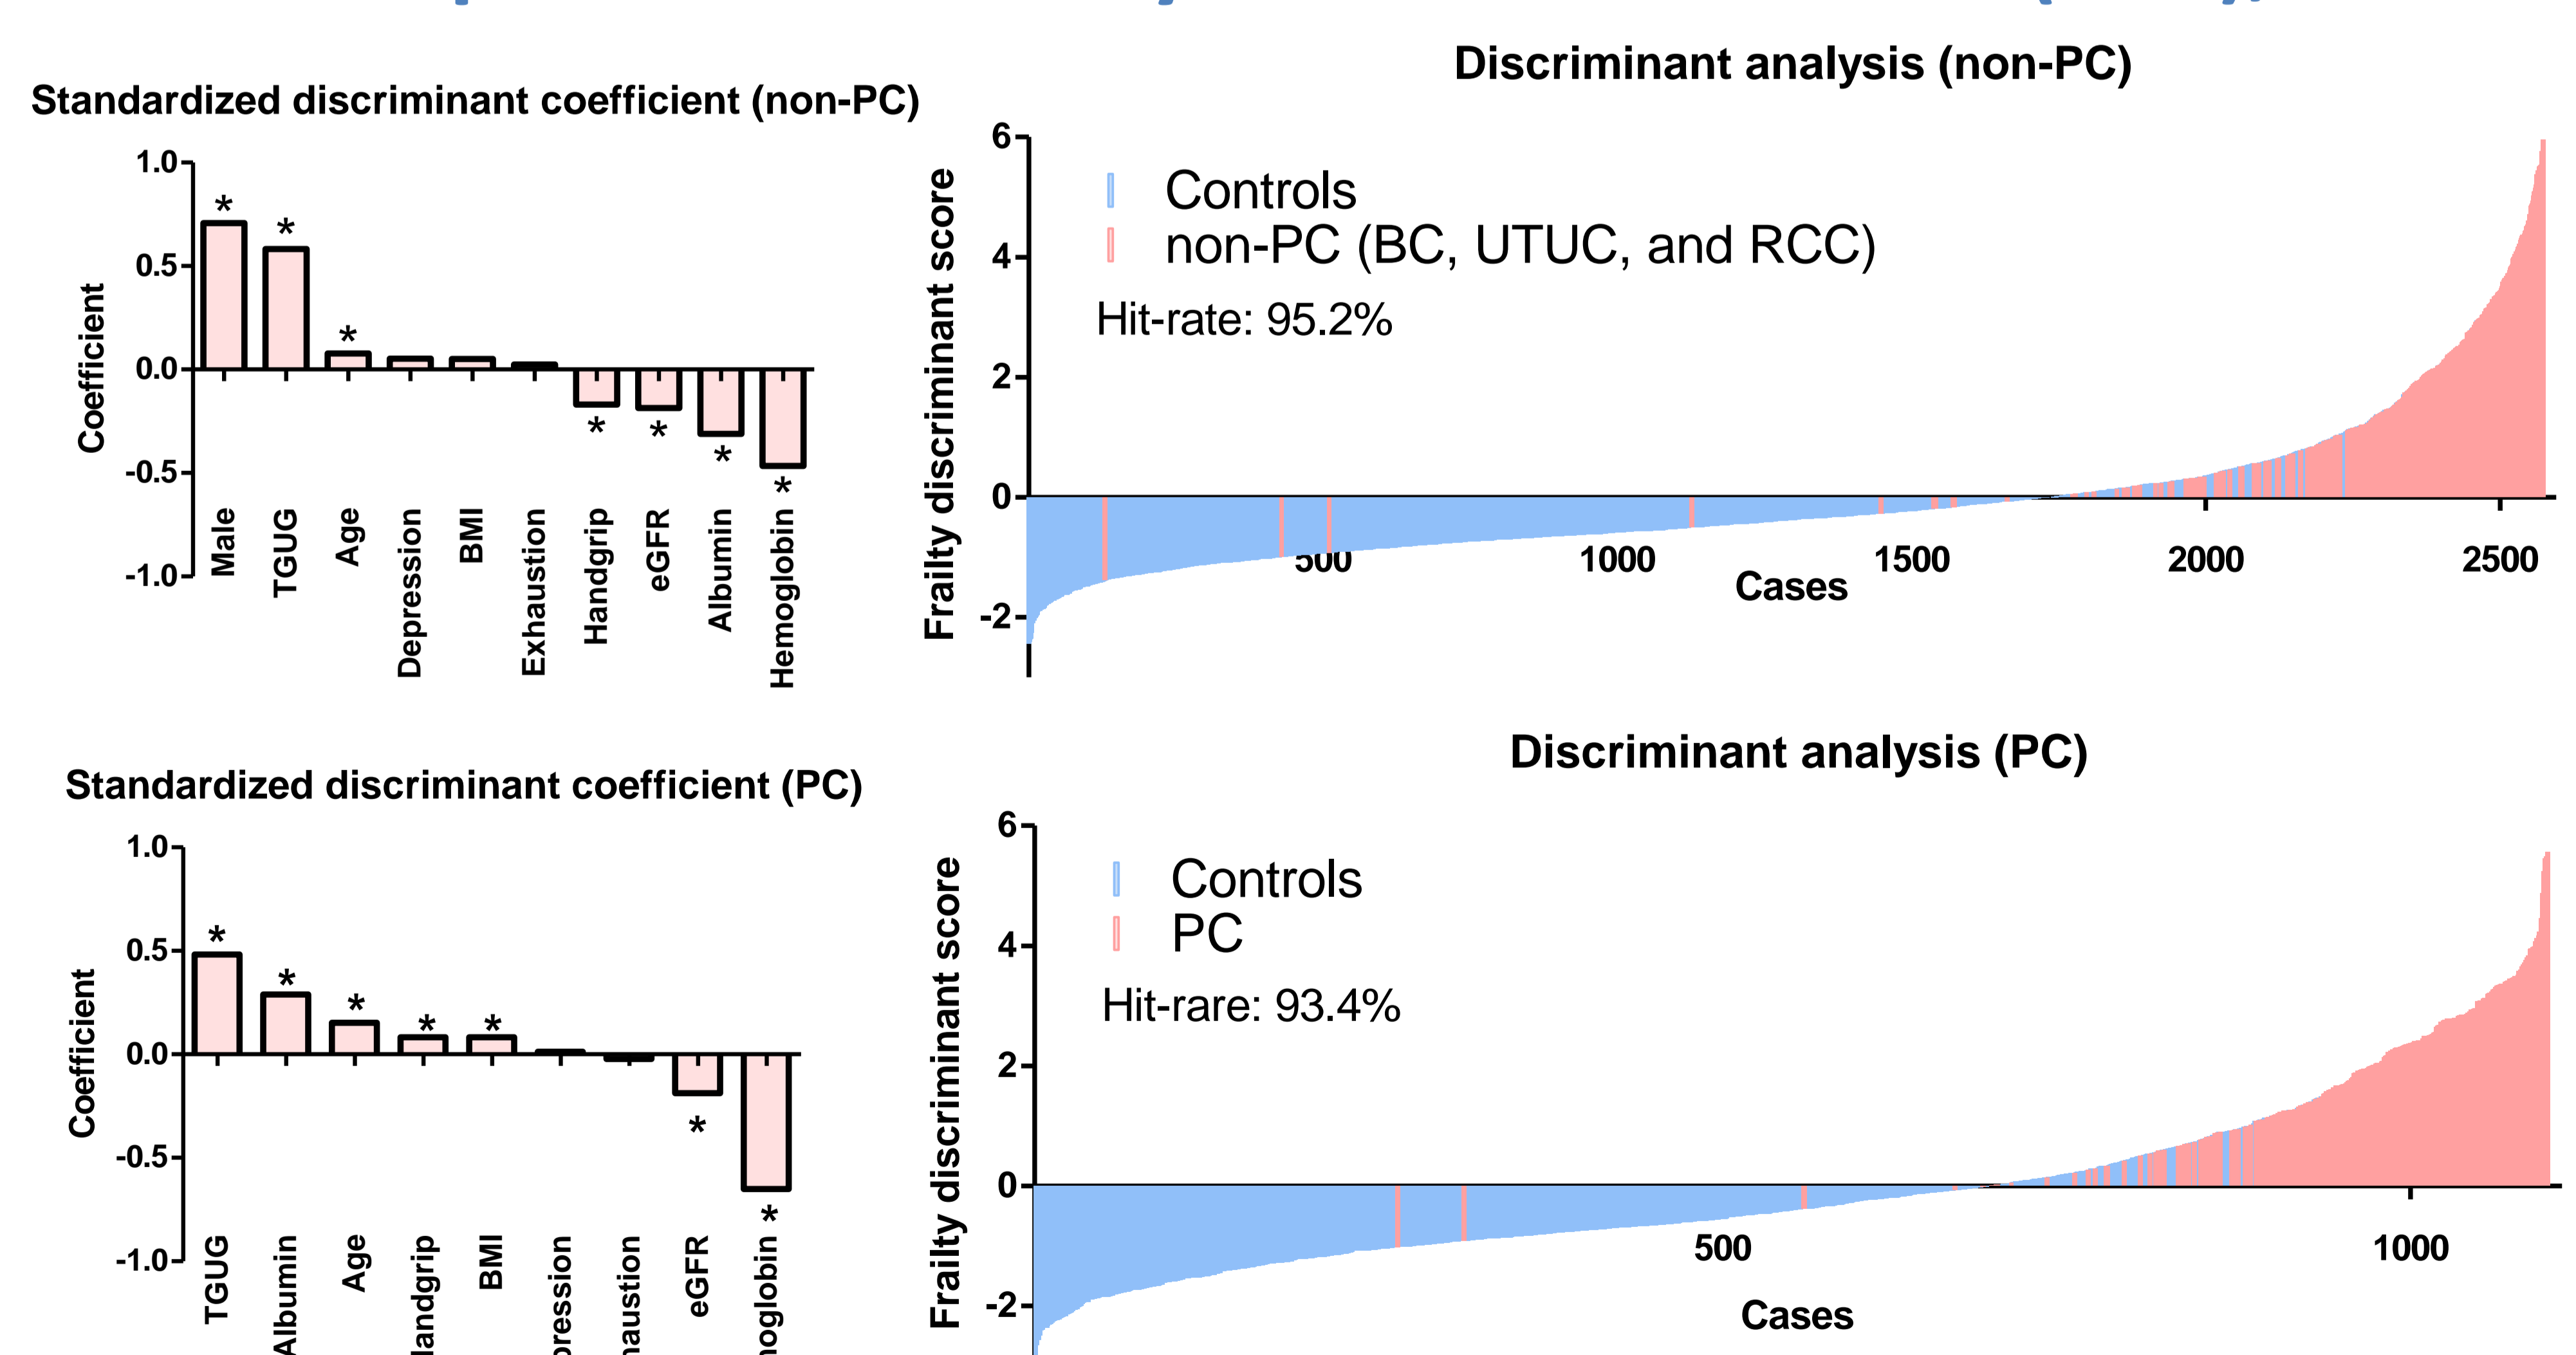 Discriminant analysis (non-PC)
Standardized discriminant coefficient (non-PC)
1.0
0.5
0.0
-0.5
-1.0
Coefficient
*
*
*
*
*
*
*
Male
TGUG
Age
Depression
BMI
Exhaustion
Handgrip
eGFR
Albumin
Hemoglobin
Frailty discriminant score
6
4
2
0
-2
Controls
non-PC (BC, UTUC, and RCC)
Hit-rate: 95.2%
500
1000
1500
2000
2500
Cases
Discriminant analysis (PC)
Standardized discriminant coefficient (PC)
1.0
0.5
0.0
-0.5
-1.0
Coefficient
*
*
*
*
*
*
*
TGUG
Albumin
Age
BMI
eGFR
Frailty discriminant score
6
4
2
0
-2
Controls
PC
Hit-rare: 93.4%
500
1000
Cases